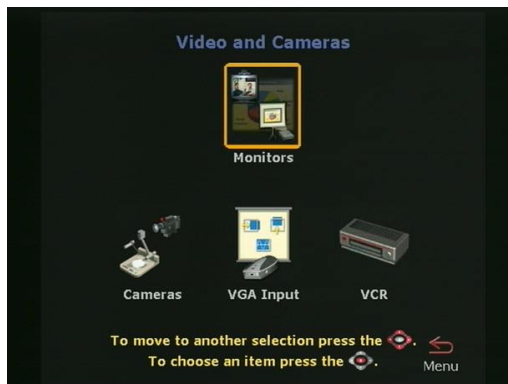 Video and Cameras
Monitors
Cameras
VGA Input
VCR
To move to another selection press the .
To choose an item press the .
Menu